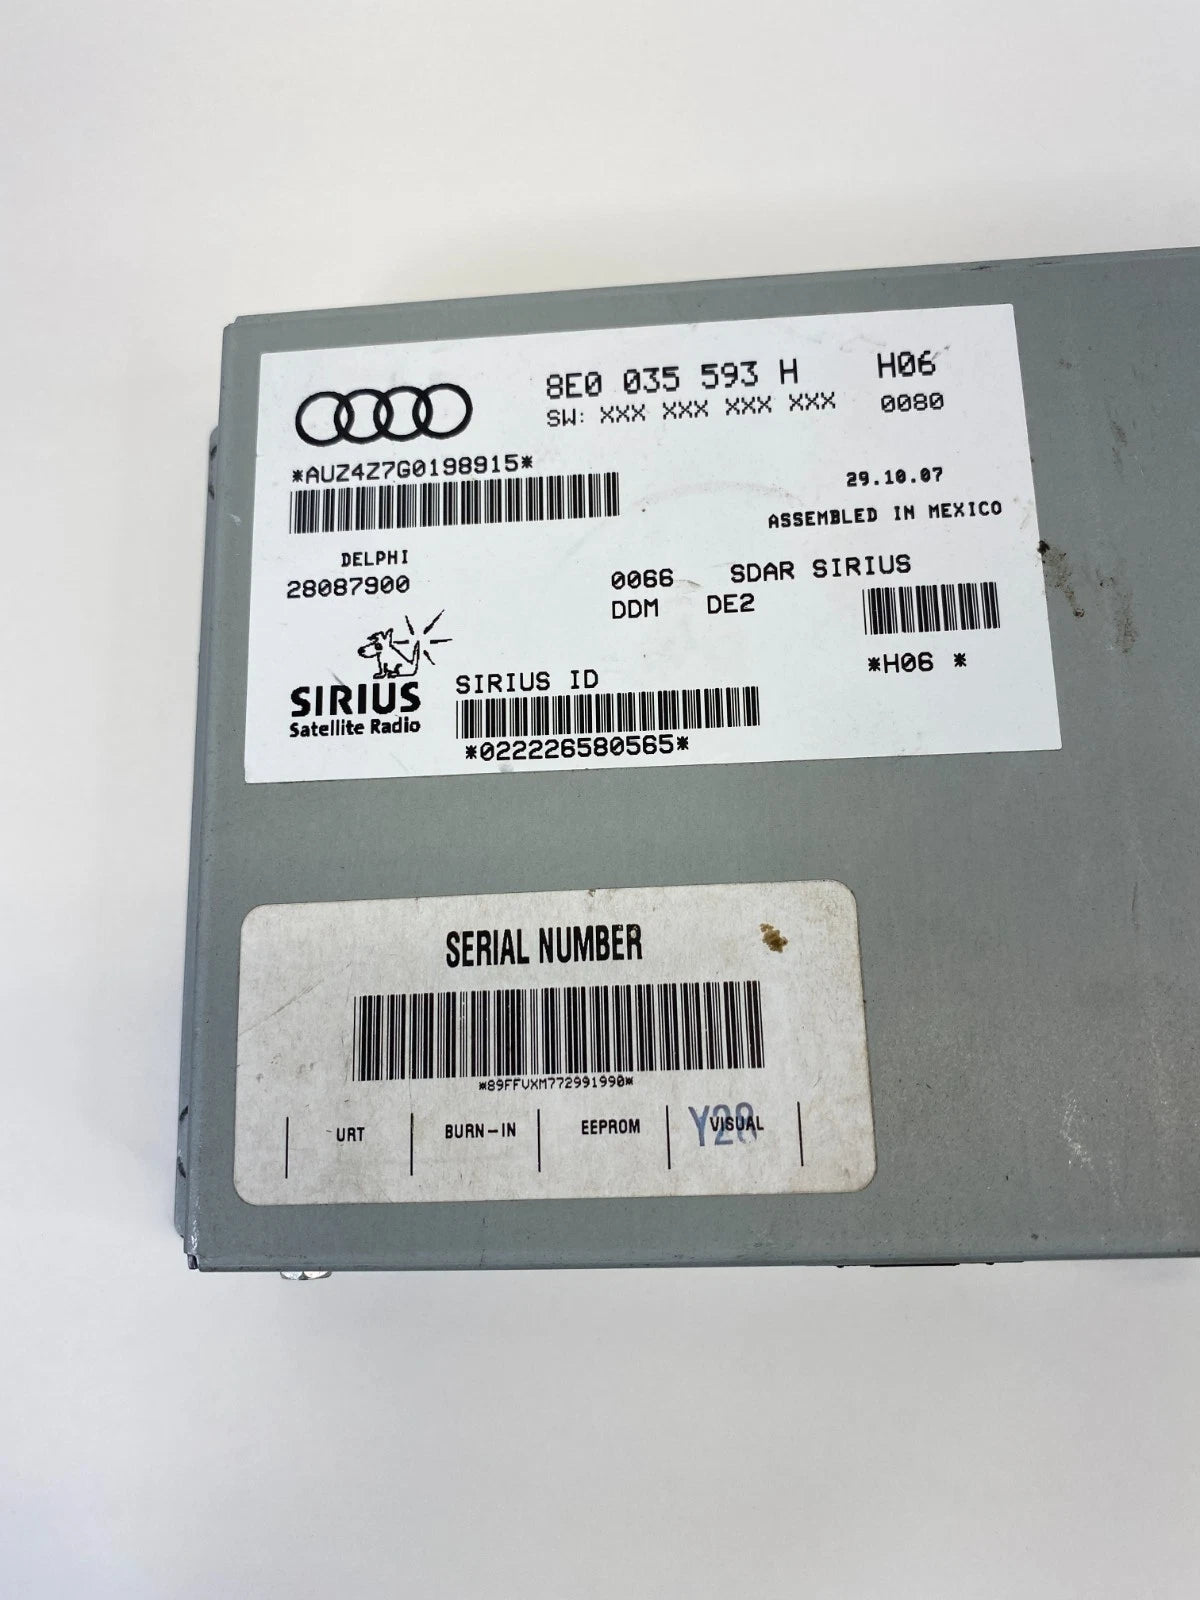 8E0 035 593 H H06
SW: XXX XXX XXX XXX 0080
*AUZ4Z7G0198915*
29.10.07
ASSEMBLED IN MEXICO
DELPHI
28087900
0066 SDAR SIRIUS
DDM DE2
*H06 *
SIRIUS
Satellite Radio
SIRIUS ID
*022226580565*
SERIAL NUMBER
*89FFVXM772991990*
URT BURN-IN EEPROM VISUAL
Y28